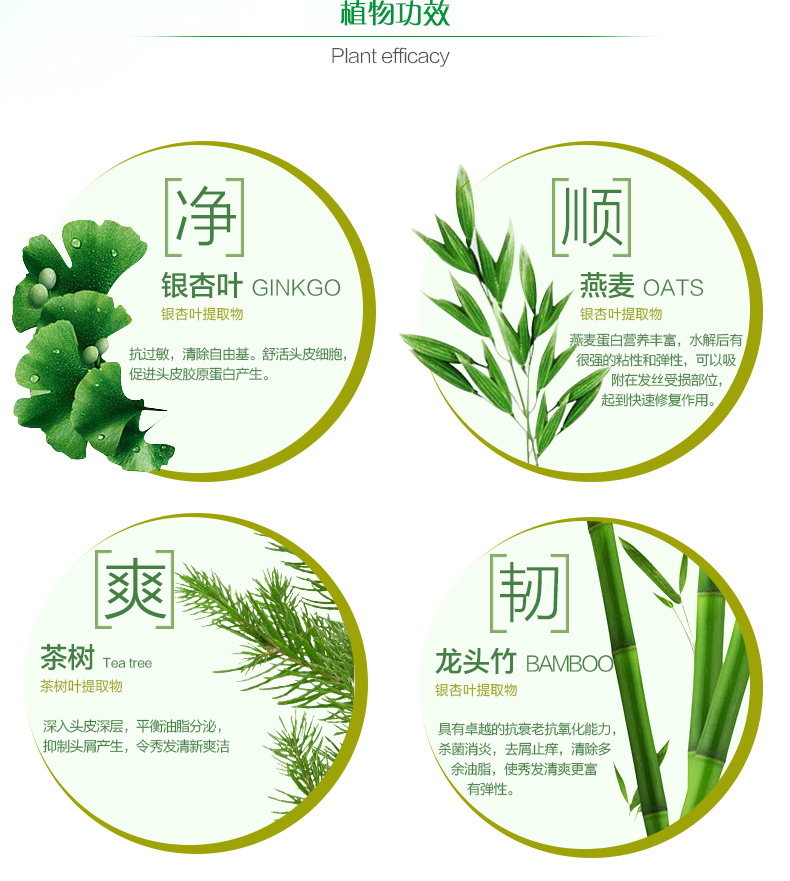 植物功效
Plant efficacy
[净]
银杏叶 GINKGO
银杏叶提取物
抗过敏，清除自由基。舒活头皮细胞，
促进头皮胶原蛋白产生。
[顺]
燕麦 OATS
银杏叶提取物
燕麦蛋白营养丰富，水解后有
很强的粘性和弹性，可以吸
附在发丝受损部位，
起到快速修复作用。
[爽]
茶树 Tea tree
茶树叶提取物
深入头皮深层，平衡油脂分泌，
抑制头屑产生，令秀发清新爽洁
[韧]
龙头竹 BAMBOO
银杏叶提取物
具有卓越的抗衰老抗氧化能力，
杀菌消炎，去屑止痒，清除多
余油脂，使秀发清爽更富
有弹性。